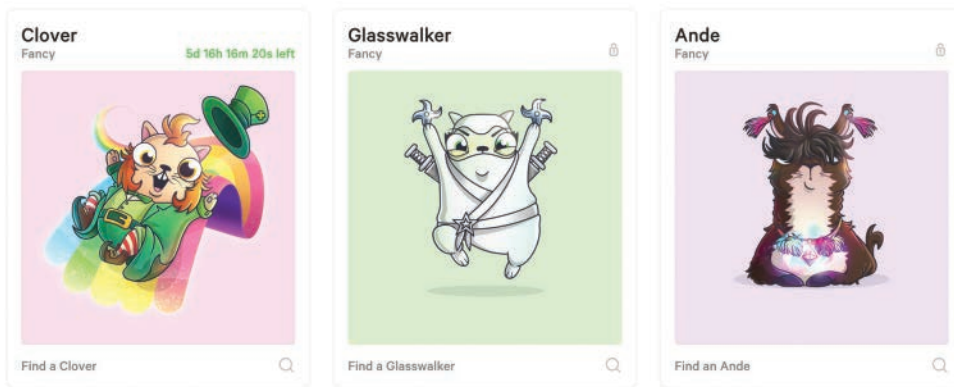 Clover
Fancy
5d 16h 16m 20s left
Find a Clover
Glasswalker
Fancy
Find a Glasswalker
Ande
Fancy
Find an Ande